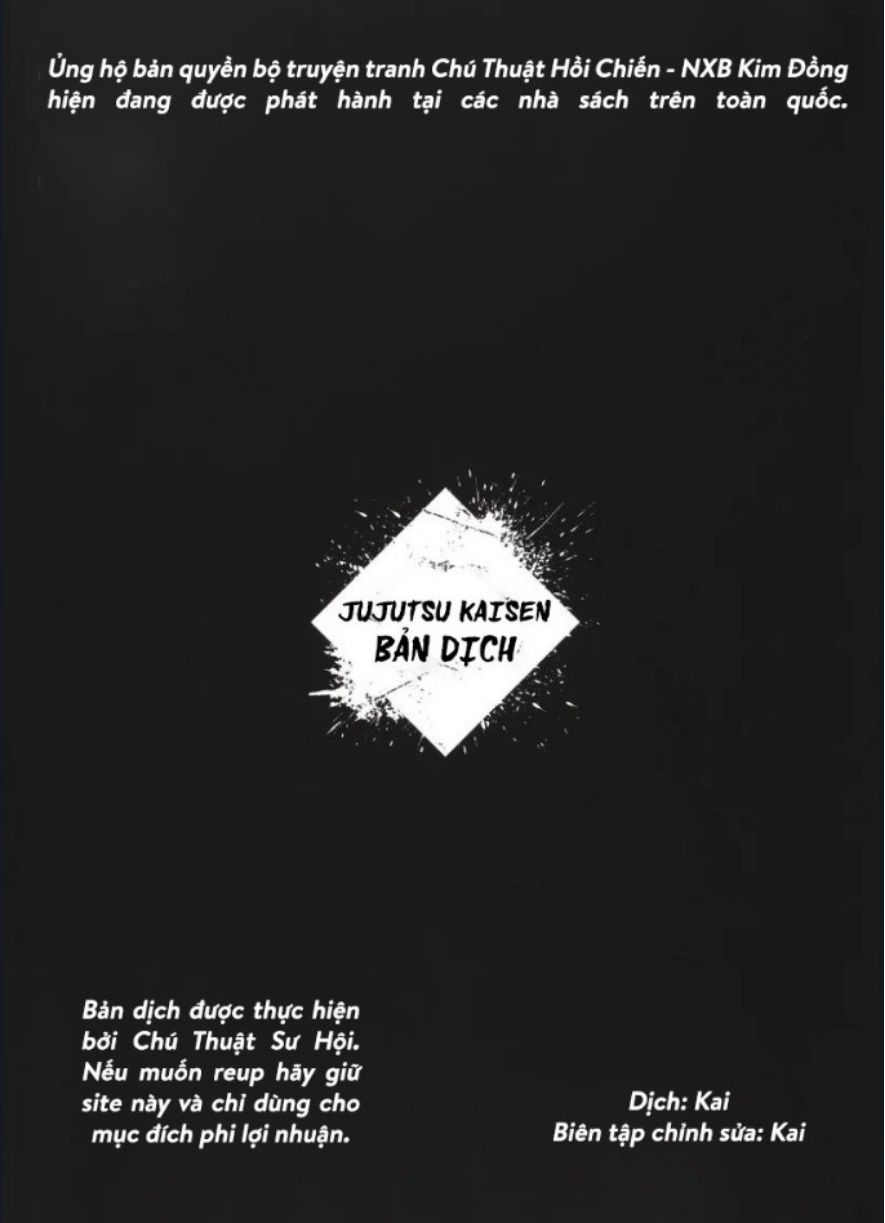 Ủng hộ bản quyền bộ truyện tranh Chú Thuật Hồi Chiến - NXB Kim Đồng
hiện đang được phát hành tại các nhà sách trên toàn quốc.
JUJUTSU KAISEN
BẢN DỊCH
Bản dịch được thực hiện
bởi Chú Thuật Sư Hội.
Nếu muốn reup hãy giữ
site này và chỉ dùng cho
mục đích phi lợi nhuận.
Dịch: Kai
Biên tập chỉnh sửa: Kai